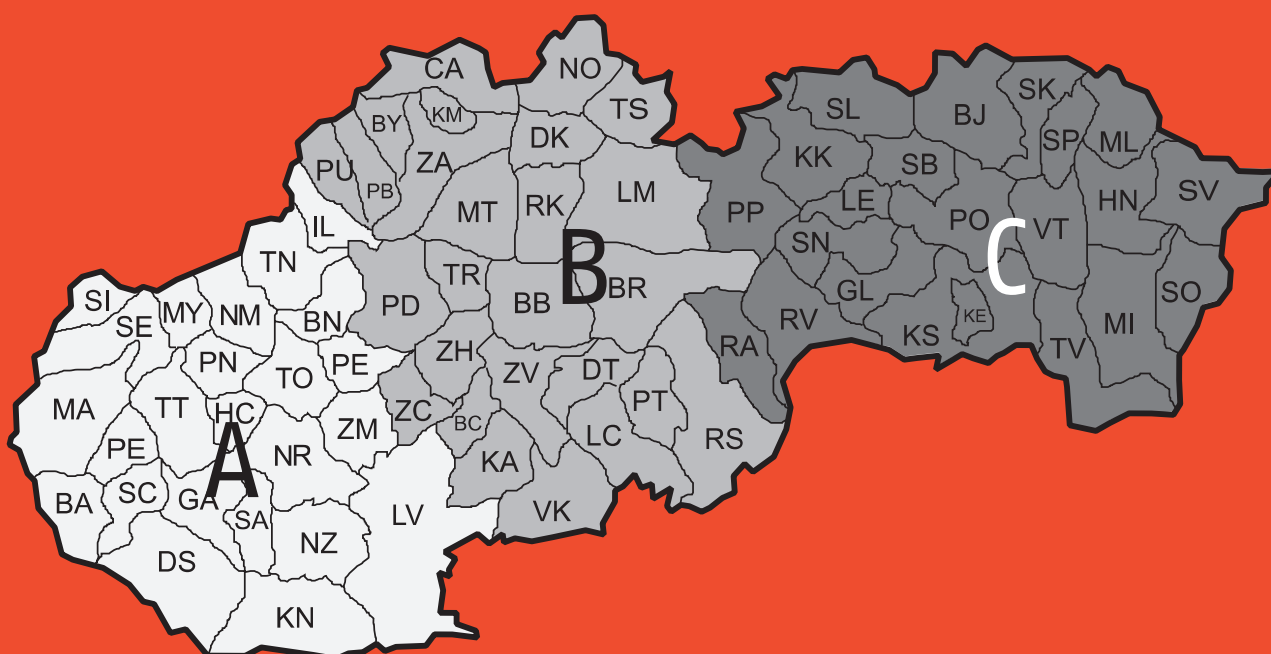 CA
NO
KM
TS
BY
DK
PU
ZA
PB
LM
MT
RK
IL
TN
B
TR
BR
PD
BB
SI
MY
NM
BN
SE
ZH
PN
PE
TO
ZV
DT
PT
MA
TT
HC
ZC
BC
ZM
LC
RS
A
PE
NR
KA
SC
BA
GA
SA
LV
VK
NZ
DS
KN
SL
BJ
SK
SP
ML
KK
SB
HN
SV
LE
PP
PO
VT
C
SN
GL
SO
RV
KE
KS
MI
RA
TV